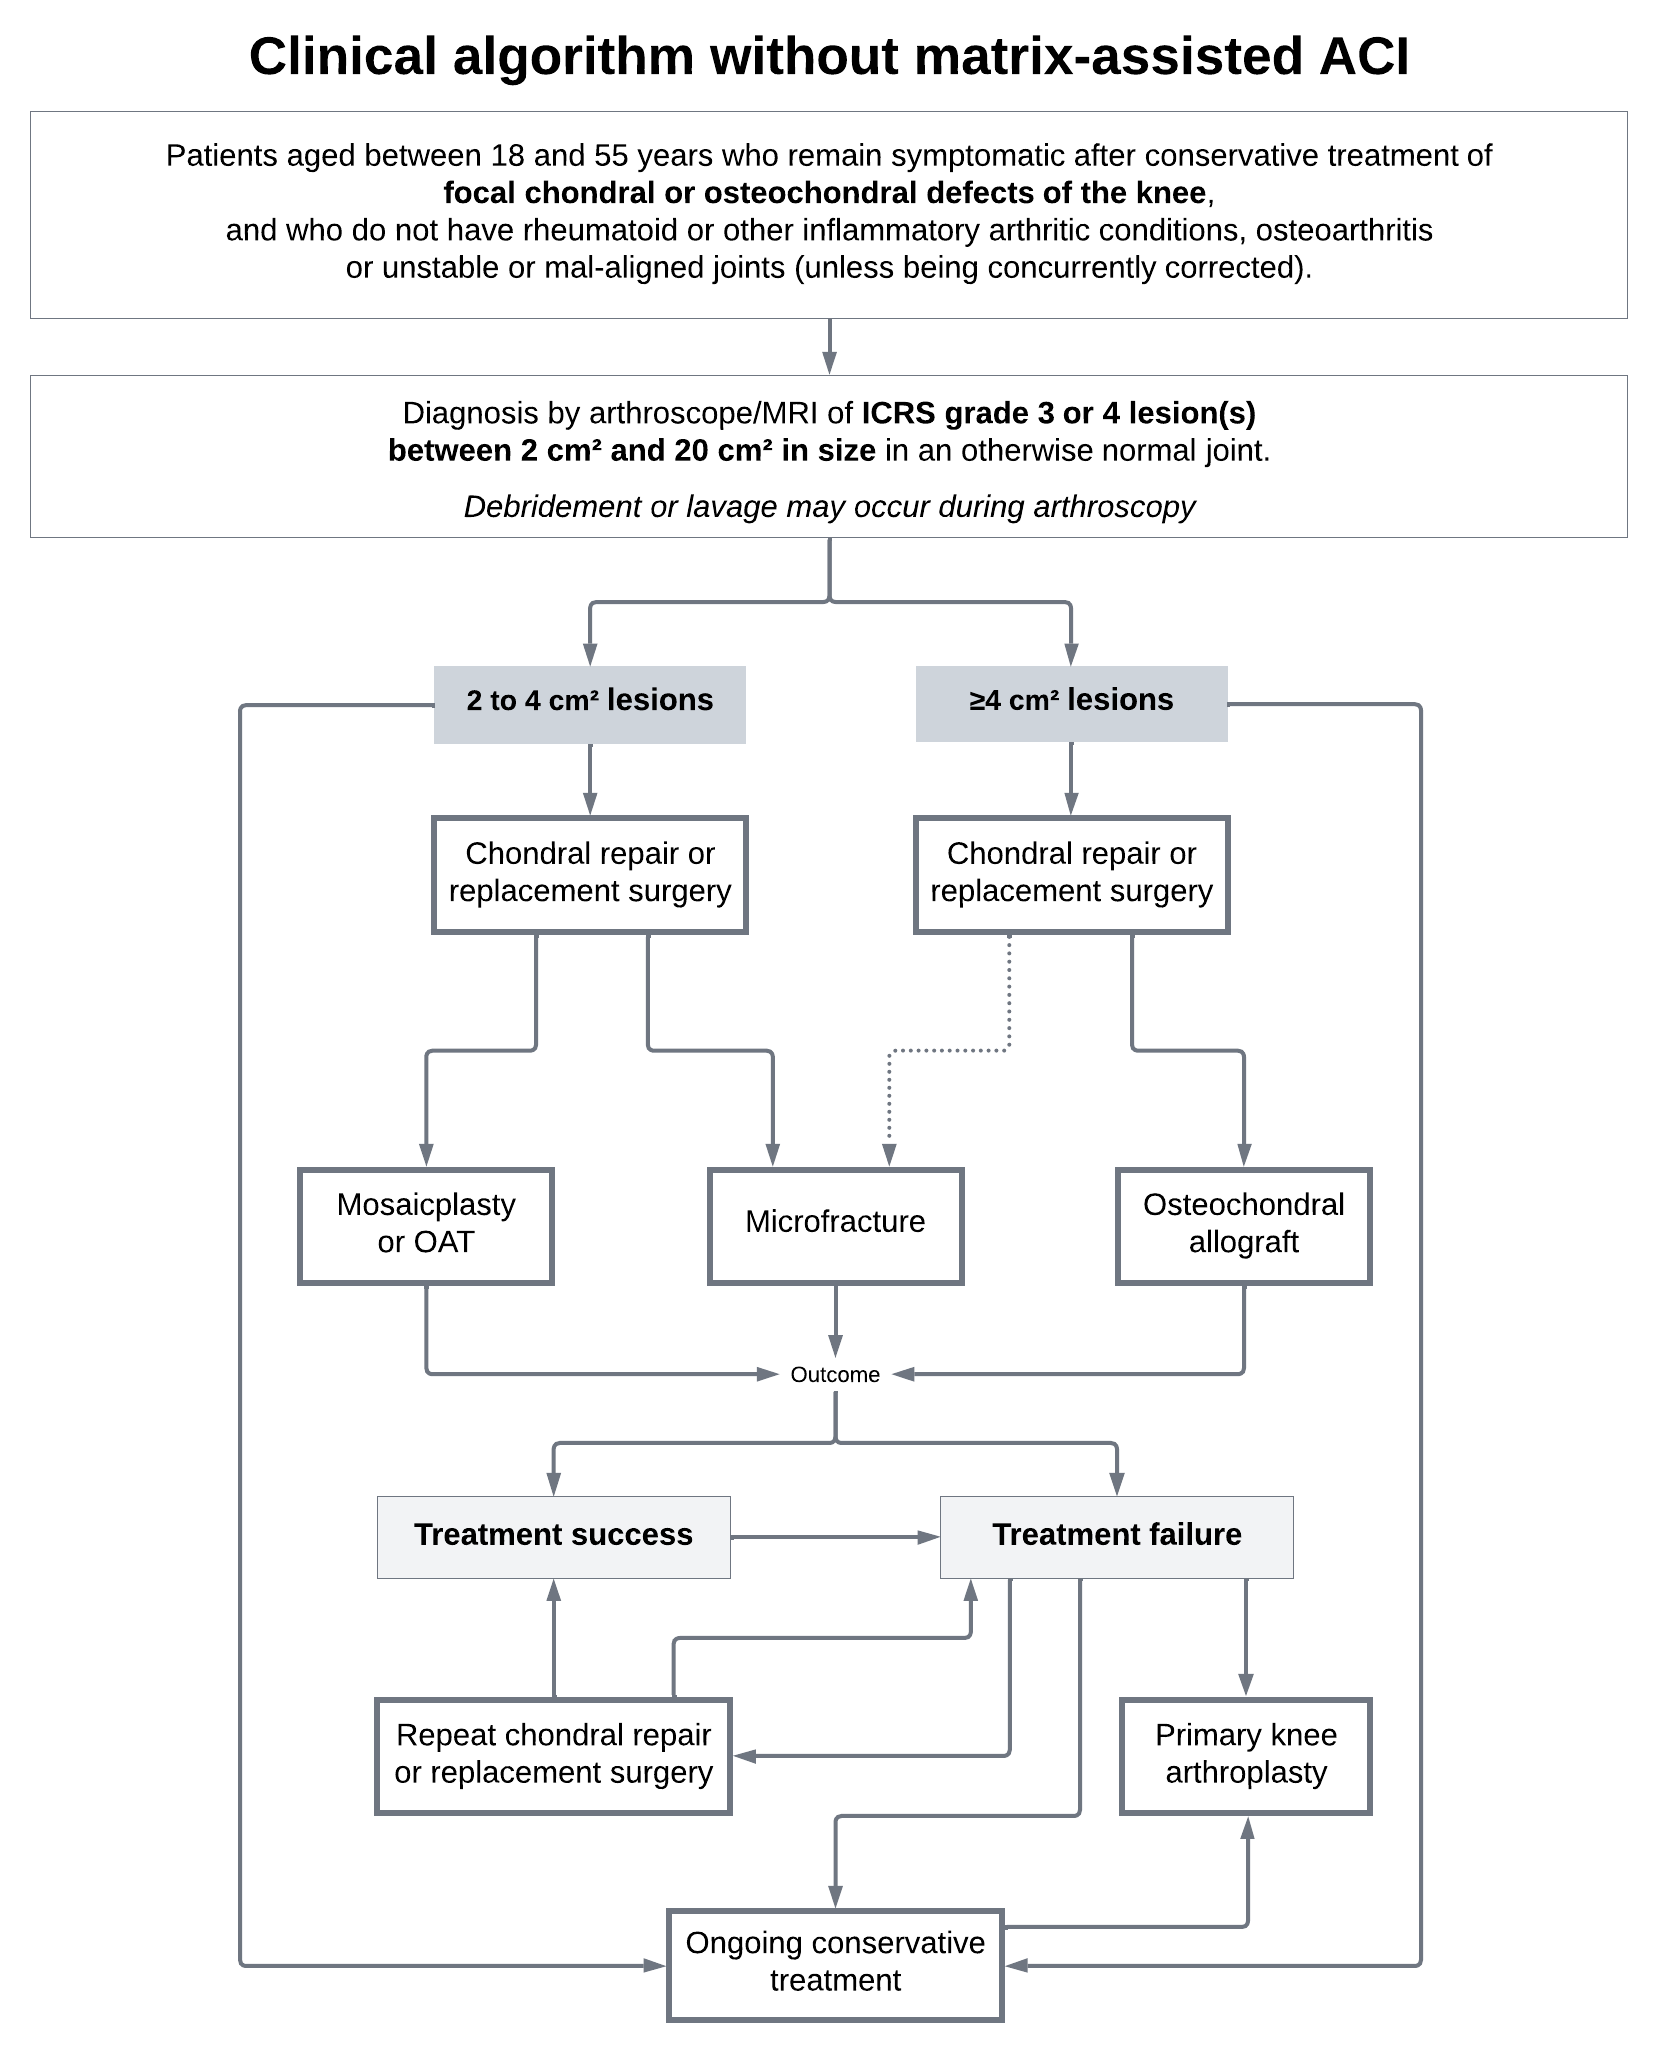 Clinical algorithm without matrix-assisted ACI
Patients aged between 18 and 55 years who remain symptomatic after conservative treatment of
focal chondral or osteochondral defects of the knee,
and who do not have rheumatoid or other inflammatory arthritic conditions, osteoarthritis
or unstable or mal-aligned joints (unless being concurrently corrected).
Diagnosis by arthroscope/MRI of ICRS grade 3 or 4 lesion(s)
between 2 cm² and 20 cm² in size in an otherwise normal joint.
Debridement or lavage may occur during arthroscopy
2 to 4 cm² lesions
≥4 cm² lesions
Chondral repair or
replacement surgery
Chondral repair or
replacement surgery
Mosaicplasty
or OAT
Microfracture
Osteochondral
allograft
Outcome
Treatment success
Treatment failure
Repeat chondral repair
or replacement surgery
Primary knee
arthroplasty
Ongoing conservative
treatment